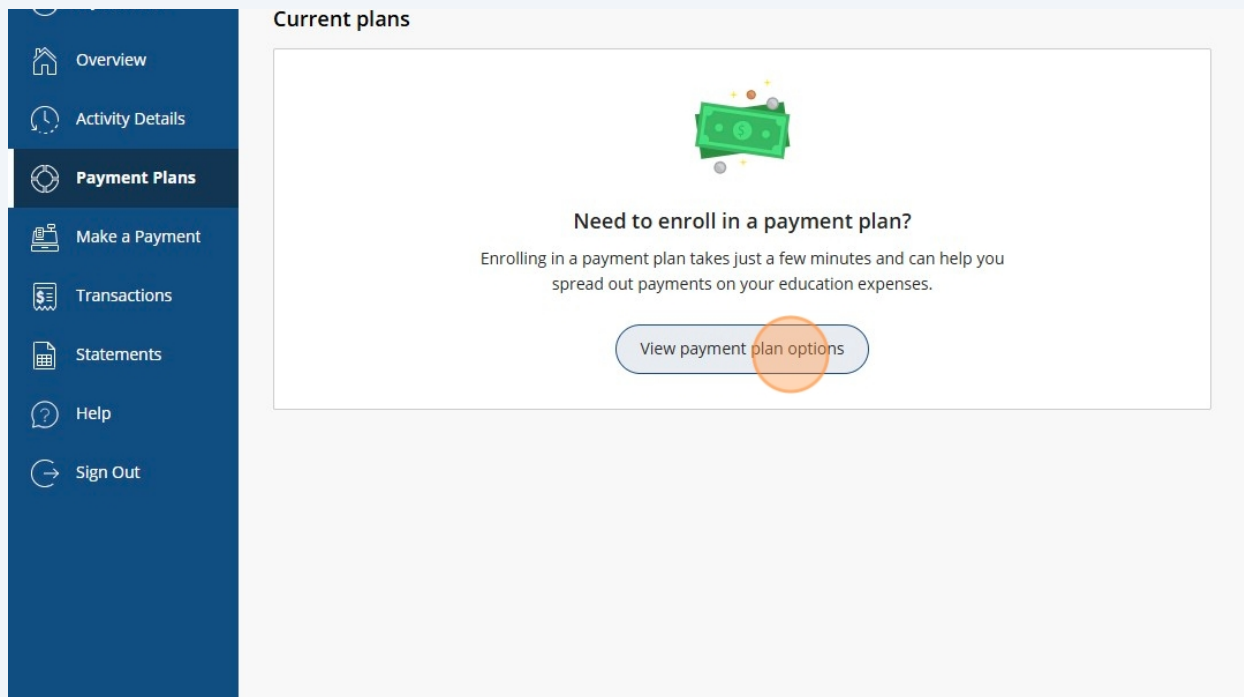 Current plans
Overview
Activity Details
Payment Plans
Make a Payment
Transactions
Statements
Help
Sign Out
$
Need to enroll in a payment plan?
Enrolling in a payment plan takes just a few minutes and can help you
spread out payments on your education expenses.
View payment plan options